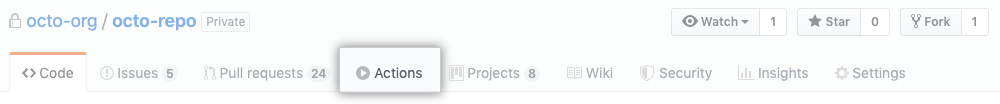 octo-org / octo-repo Private Watch 1 Star 0 Fork 1
Code Issues 5 Pull requests 24 Actions Projects 8 Wiki Security Insights Settings